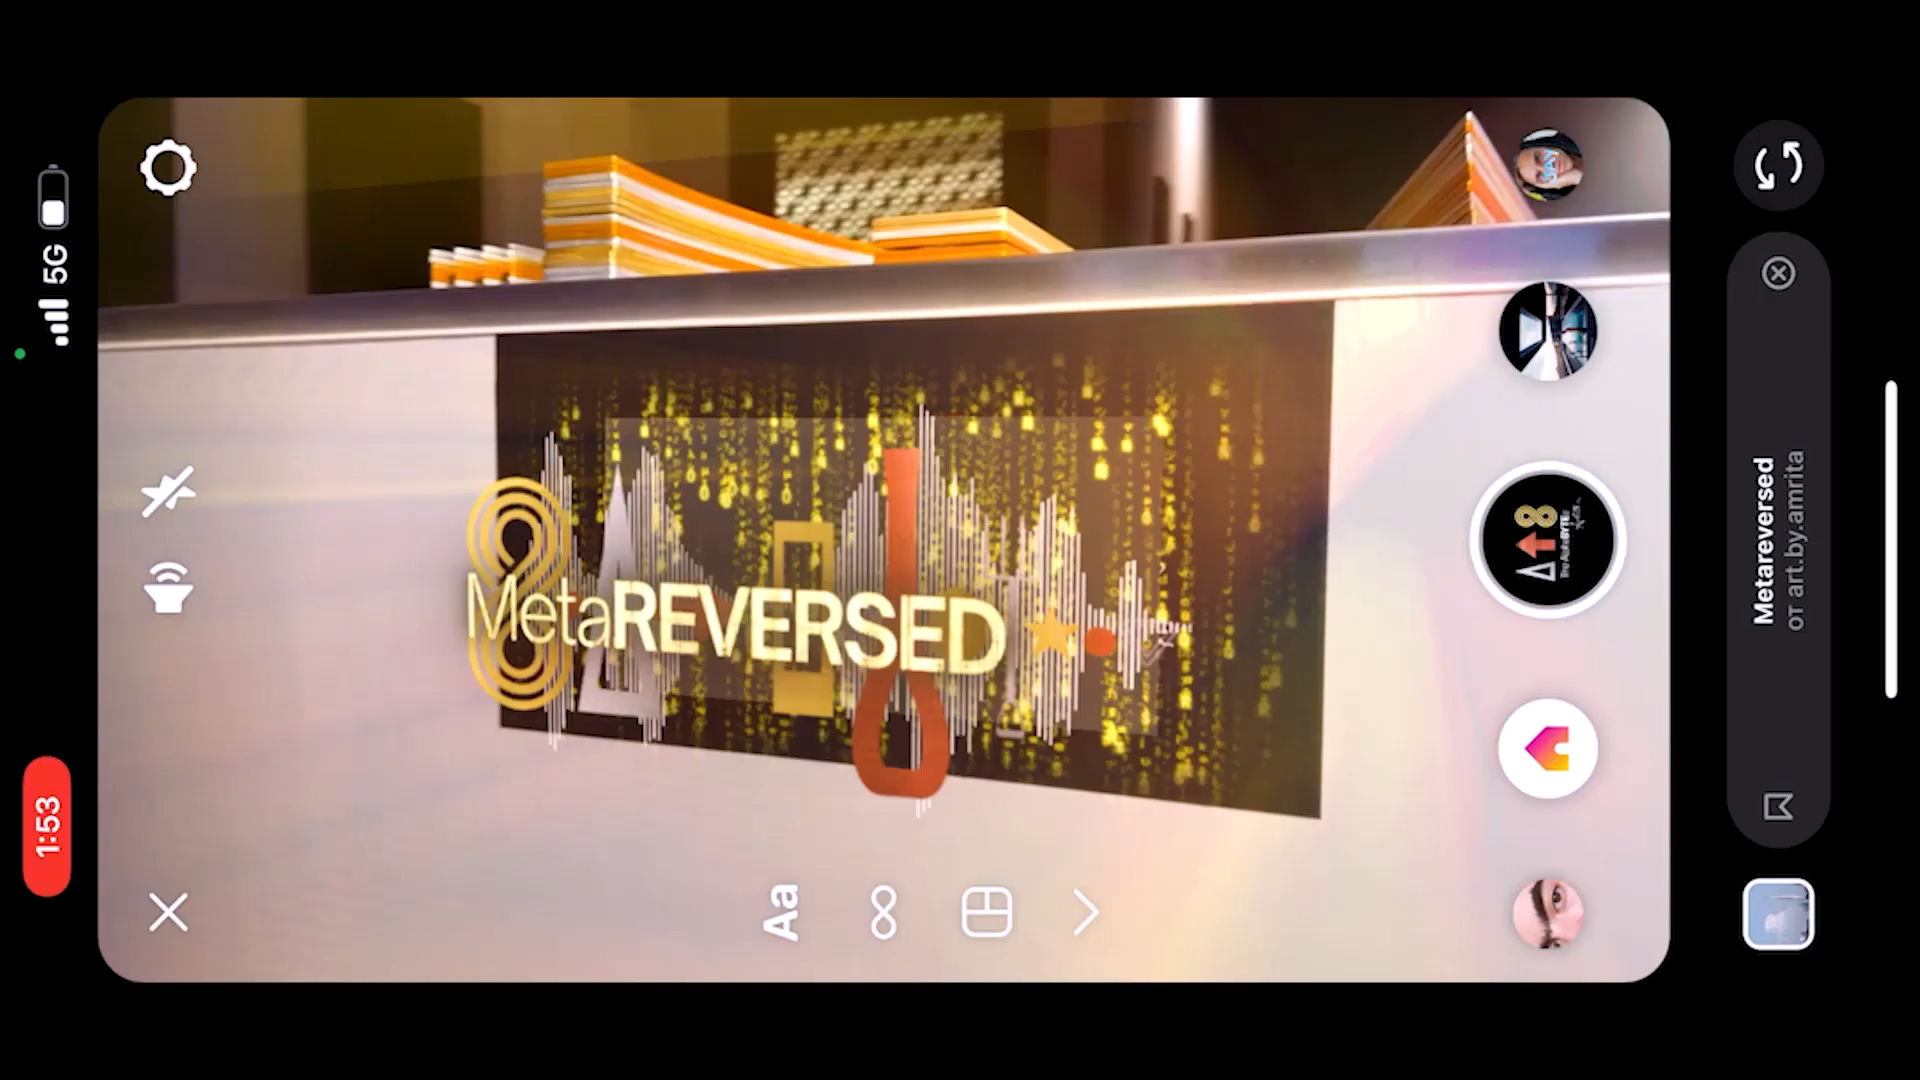 1:53
5G
MetaREVERSED
Aa
Metareversed
от art.by.amrita